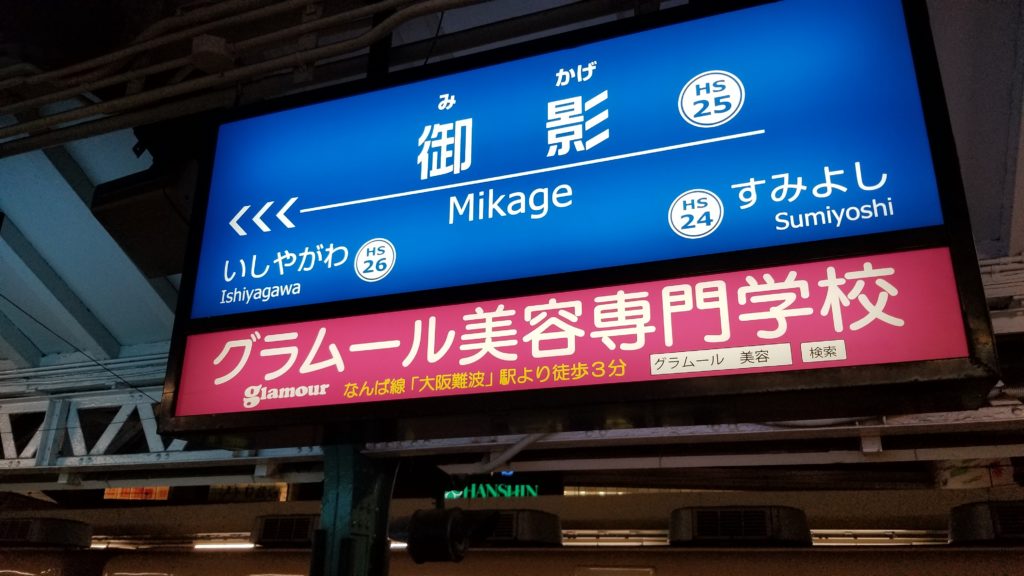 み かげ
御影
HS 25
Mikage
いしやがわ HS 26
Ishiyagawa
HS 24 すみよし
Sumiyoshi
グラムール美容専門学校
glamour なんば線「大阪難波」駅より徒歩3分 グラムール 美容 検索
HANSHIN